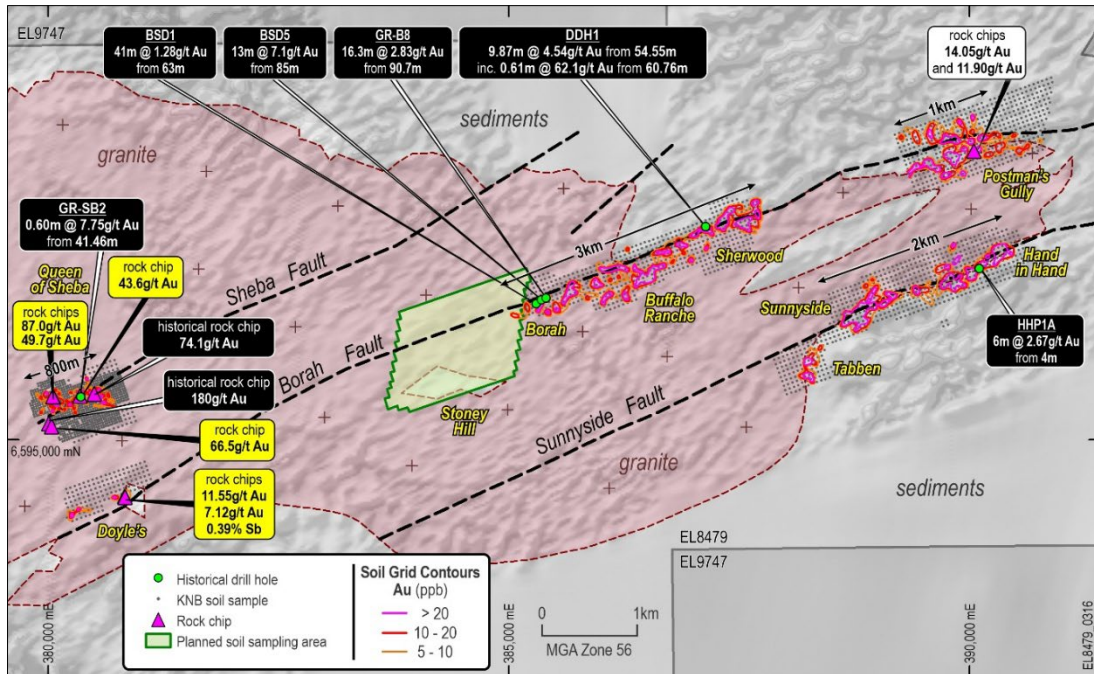 EL9747
BSD1
41m @ 1.28g/t Au
from 63m
BSD5
13m @ 7.1g/t Au
from 85m
GR-B8
16.3m @ 2.83g/t Au
from 90.7m
DDH1
9.87m @ 4.54g/t Au from 54.55m
inc. 0.61m @ 62.1g/t Au from 60.76m
rock chips
14.05g/t Au
and 11.90g/t Au
sediments
1km
granite
Postman's
Gully
GR-SB2
0.60m @ 7.75g/t Au
from 41.46m
3km
2km
Sherwood
Hand
in Hand
Queen
of Sheba
rock chip
43.6g/t Au
Sheba Fault
Buffalo
Ranche
Sunnyside
Borah
rock chips
87.0g/t Au
49.7g/t Au
historical rock chip
74.1g/t Au
HHP1A
6m @ 2.67g/t Au
from 4m
800m
Borah Fault
Tabben
historical rock chip
180g/t Au
Stoney
Hill
Sunnyside Fault
6,595,000 mN
rock chip
66.5g/t Au
granite
rock chips
11.55g/t Au
7.12g/t Au
0.39% Sb
sediments
Doyle's
EL8479
EL9747
Historical drill hole
KNB soil sample
Rock chip
Planned soil sampling area
Soil Grid Contours
Au (ppb)
> 20
10 - 20
5 - 10
0 1km
MGA Zone 56
380,000 mE
385,000 mE
390,000 mE
EL8479_0316